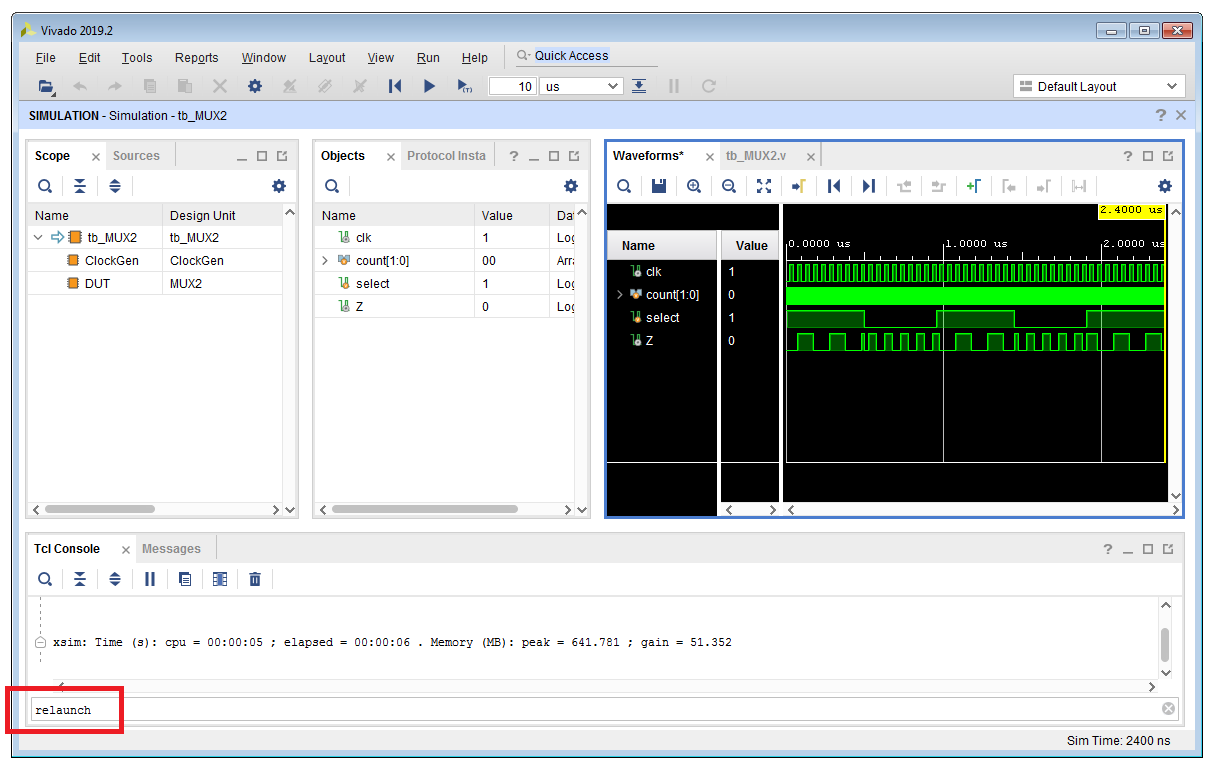 Vivado 2019.2
File Edit Tools Reports Window Layout View Run Help Quick Access
(T) 10 us Default Layout
SIMULATION - Simulation - tb_MUX2 ?
Scope Sources
Name Design Unit
tb_MUX2 tb_MUX2
ClockGen ClockGen
DUT MUX2
Objects Protocol Insta ?
Name Value Da
clk 1 Log
count[1:0] 00 Arra
select 1 Log
Z 0 Log
Waveforms* tb_MUX2.v ?
2.4000 us
0.0000 us 1.0000 us 2.0000 us
Name Value
clk 1
count[1:0] 0
select 1
Z 0
Tcl Console Messages ?
xsim: Time (s): cpu = 00:00:05 ; elapsed = 00:00:06 . Memory (MB): peak = 641.781 ; gain = 51.352
relaunch
Sim Time: 2400 ns